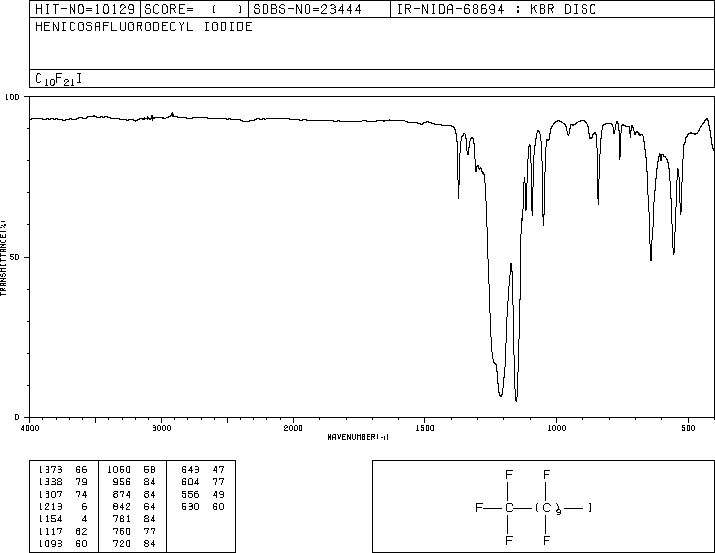 HIT-NO=10129 SCORE= ( ) SDBS-NO=23444 IR-NIDA-68694 : KBR DISC
HENICOSAFLUORODECYL IODIDE
C10F21I
100
50
0
TRANSMITTANCE(%)
4000 3000 2000 1500 1000 500
WAVENUMBER(-1)
1373 66 1050 58 643 47
1338 79 956 84 604 77
1307 74 874 84 556 49
1213 6 842 64 530 60
1154 4 781 84
1117 62 760 77
1093 60 720 84
F F
F C (C)9 I
F F